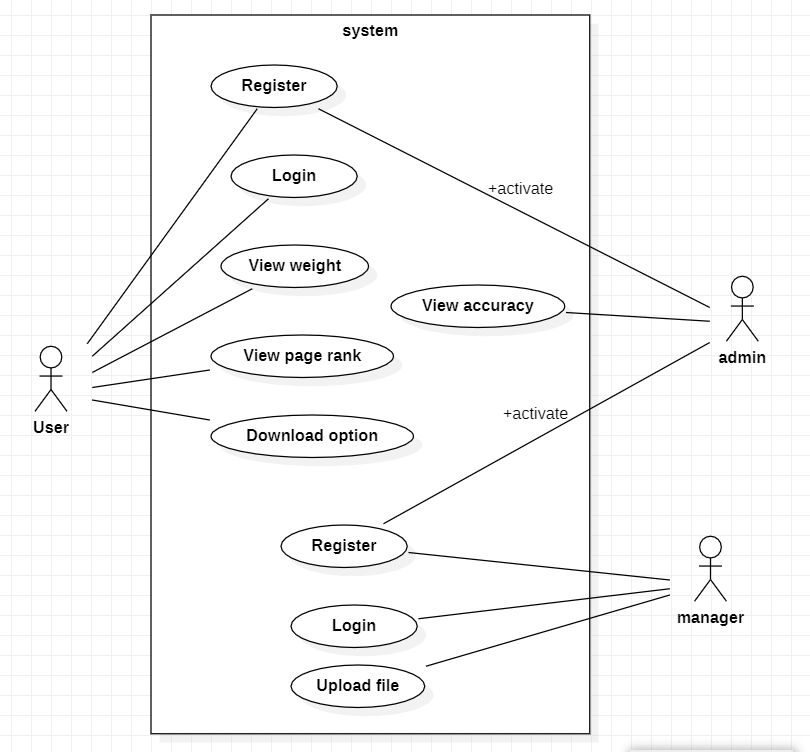 system
Register
Login
+activate
View weight
View accuracy
View page rank
admin
User
+activate
Download option
Register
manager
Login
Upload file